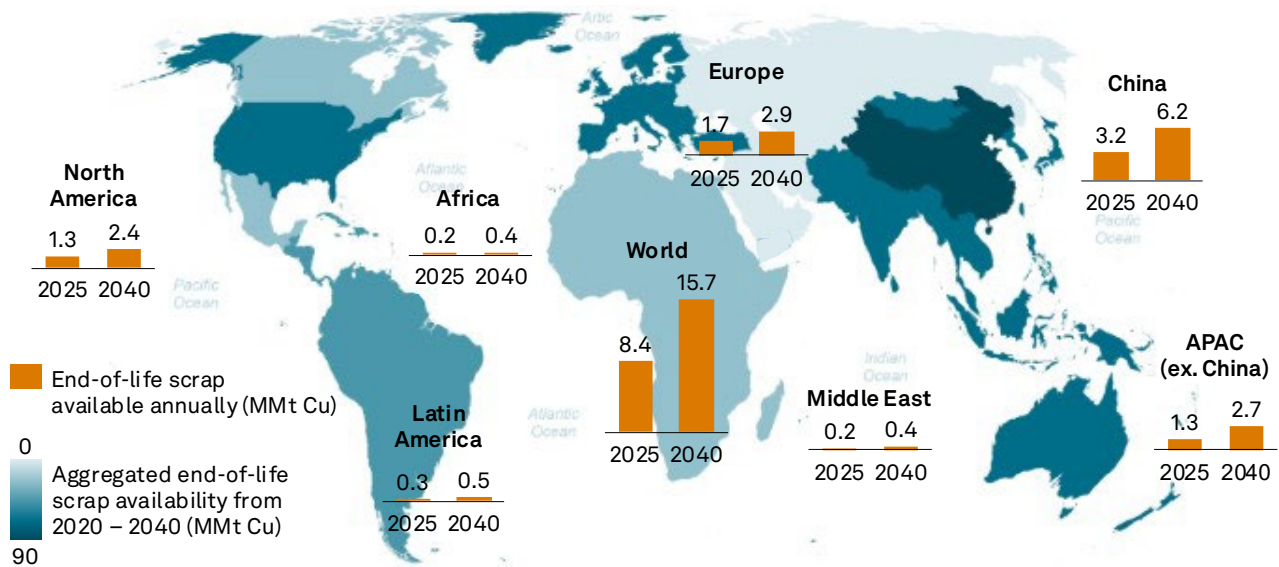 Artic
Ocean
Europe
1.7 2.9
2025 2040
China
3.2 6.2
2025 2040
Pacific
Ocean
North
America
1.3 2.4
2025 2040
Atlantic
Ocean
Africa
0.2 0.4
2025 2040
Pacific
Ocean
World
8.4 15.7
2025 2040
Indian
Ocean
APAC
(ex. China)
1.3 2.7
2025 2040
Middle East
0.2 0.4
2025 2040
Atlantic
Ocean
Latin
America
0.3 0.5
2025 2040
End-of-life scrap
available annually (MMt Cu)
0
Aggregated end-of-life
scrap availability from
2020 – 2040 (MMt Cu)
90